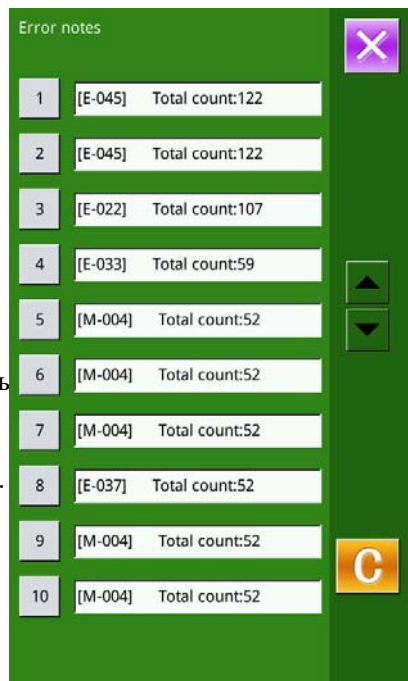 Error notes
1 [E-045] Total count:122
2 [E-045] Total count:122
3 [E-022] Total count:107
4 [E-033] Total count:59
5 [M-004] Total count:52
ь 6 [M-004] Total count:52
7 [M-004] Total count:52
. 8 [E-037] Total count:52
9 [M-004] Total count:52
C
10 [M-004] Total count:52